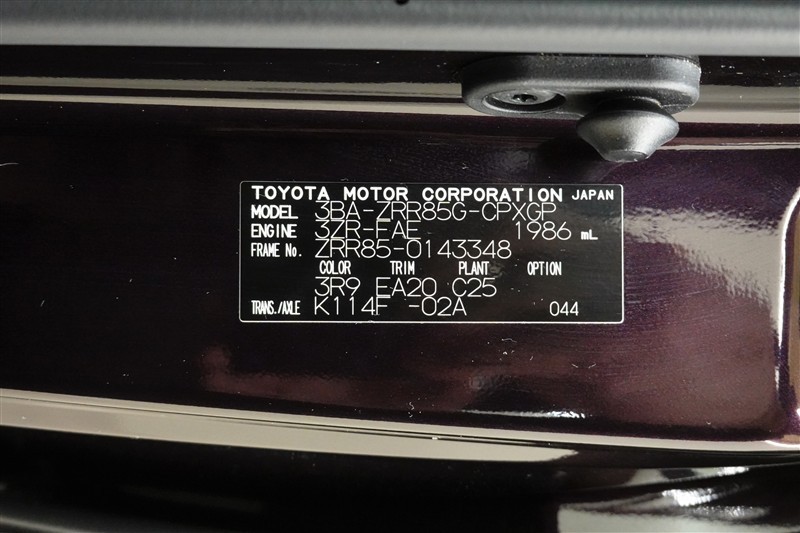 TOYOTA MOTOR CORPORATION JAPAN
MODEL 3BA-ZRR85G-CPXGP
ENGINE 3ZR-FAE 1986 mL
FRAME No. ZRR85-0143348
COLOR TRIM PLANT OPTION
3R9 EA20 C25
TRANS./AXLE K114F -02A 044